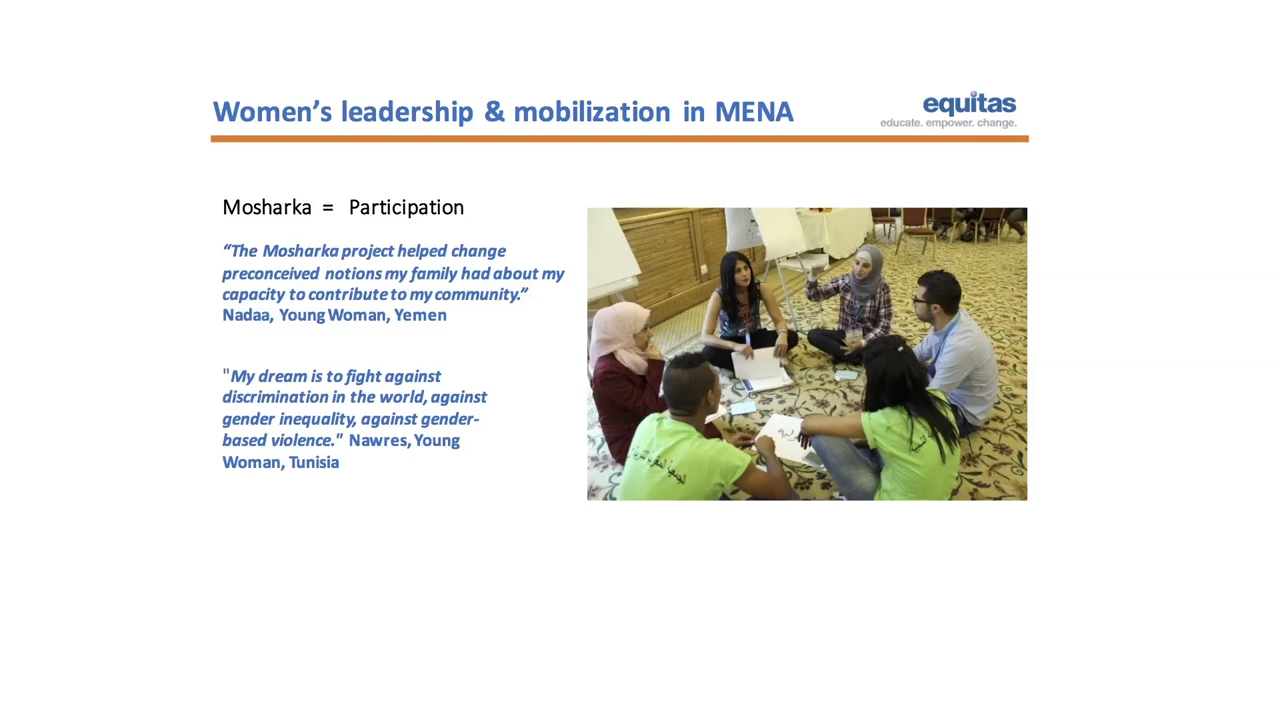 Women’s leadership & mobilization in MENA
equitas
educate. empower. change.
Mosharka = Participation
“The Mosharka project helped change
preconceived notions my family had about my
capacity to contribute to my community.”
Nadaa, Young Woman, Yemen
"My dream is to fight against
discrimination in the world, against
gender inequality, against gender-
based violence." Nawres, Young
Woman, Tunisia